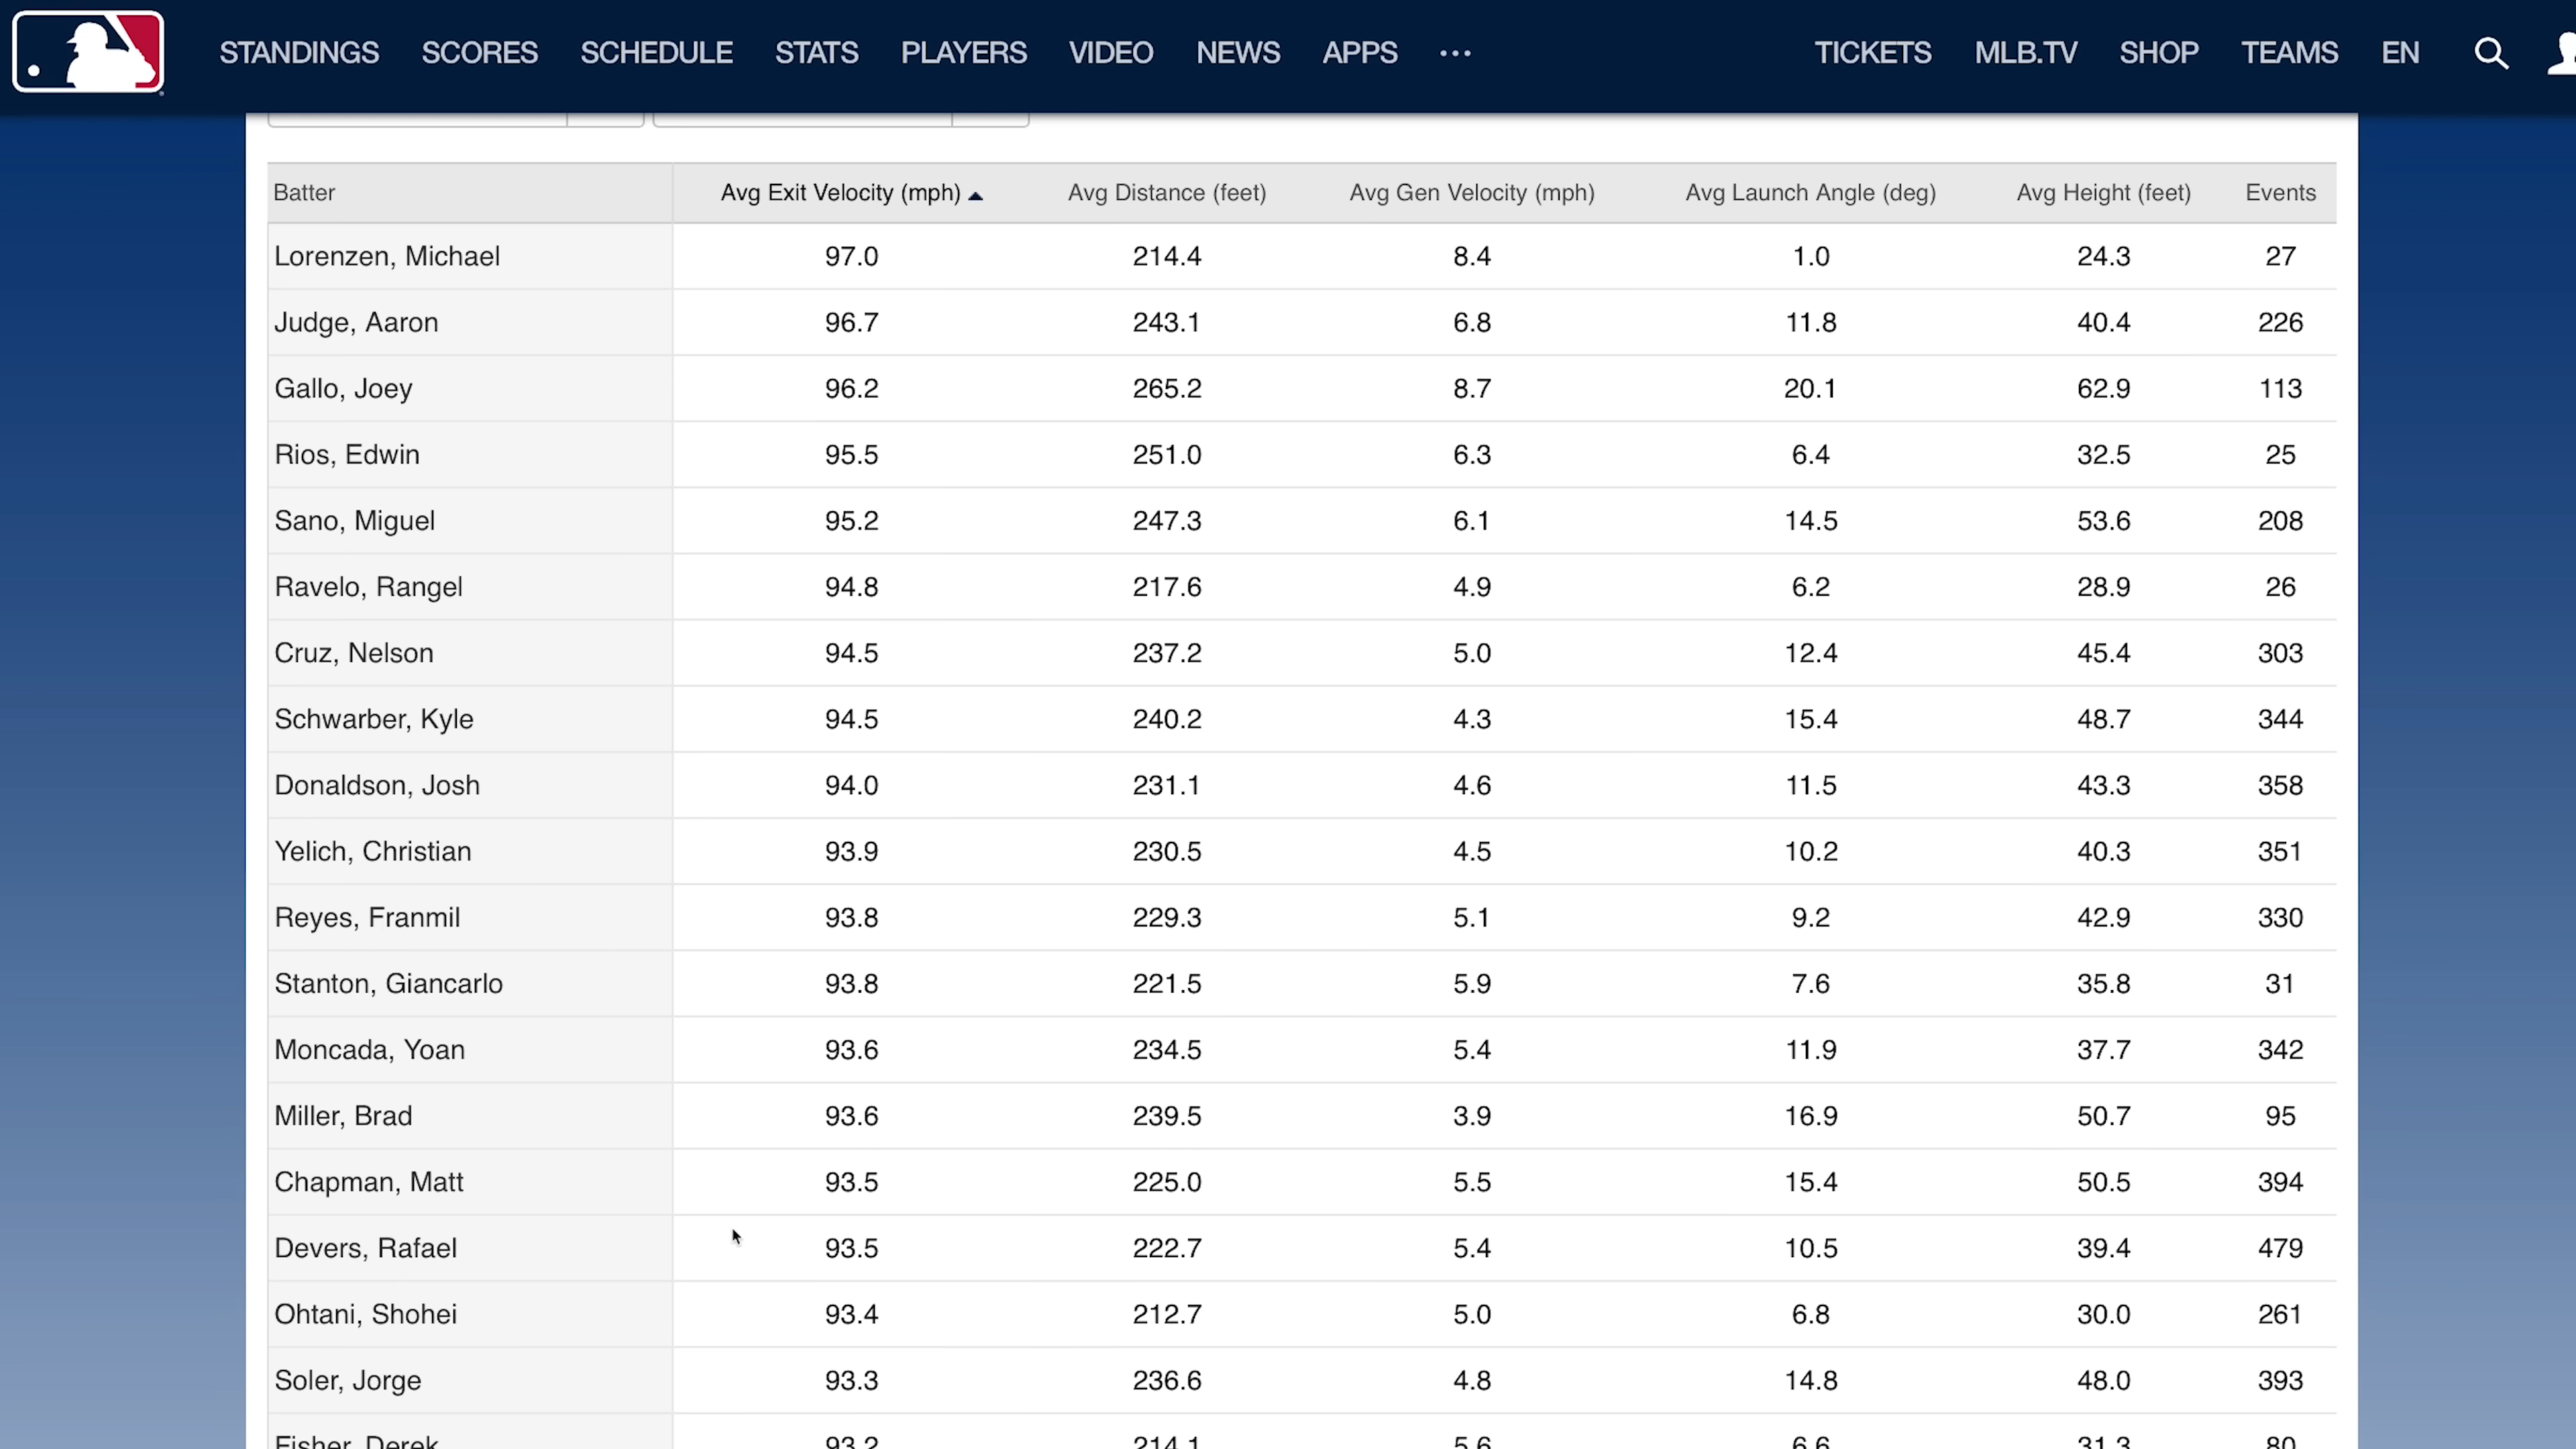 STANDINGS SCORES SCHEDULE STATS PLAYERS VIDEO NEWS APPS ... TICKETS MLB.TV SHOP TEAMS EN
Batter Avg Exit Velocity (mph) Avg Distance (feet) Avg Gen Velocity (mph) Avg Launch Angle (deg) Avg Height (feet) Events
Lorenzen, Michael 97.0 214.4 8.4 1.0 24.3 27
Judge, Aaron 96.7 243.1 6.8 11.8 40.4 226
Gallo, Joey 96.2 265.2 8.7 20.1 62.9 113
Rios, Edwin 95.5 251.0 6.3 6.4 32.5 25
Sano, Miguel 95.2 247.3 6.1 14.5 53.6 208
Ravelo, Rangel 94.8 217.6 4.9 6.2 28.9 26
Cruz, Nelson 94.5 237.2 5.0 12.4 45.4 303
Schwarber, Kyle 94.5 240.2 4.3 15.4 48.7 344
Donaldson, Josh 94.0 231.1 4.6 11.5 43.3 358
Yelich, Christian 93.9 230.5 4.5 10.2 40.3 351
Reyes, Franmil 93.8 229.3 5.1 9.2 42.9 330
Stanton, Giancarlo 93.8 221.5 5.9 7.6 35.8 31
Moncada, Yoan 93.6 234.5 5.4 11.9 37.7 342
Miller, Brad 93.6 239.5 3.9 16.9 50.7 95
Chapman, Matt 93.5 225.0 5.5 15.4 50.5 394
Devers, Rafael 93.5 222.7 5.4 10.5 39.4 479
Ohtani, Shohei 93.4 212.7 5.0 6.8 30.0 261
Soler, Jorge 93.3 236.6 4.8 14.8 48.0 393
Fisher, Derek 93.2 214.1 5.6 6.6 31.3 80